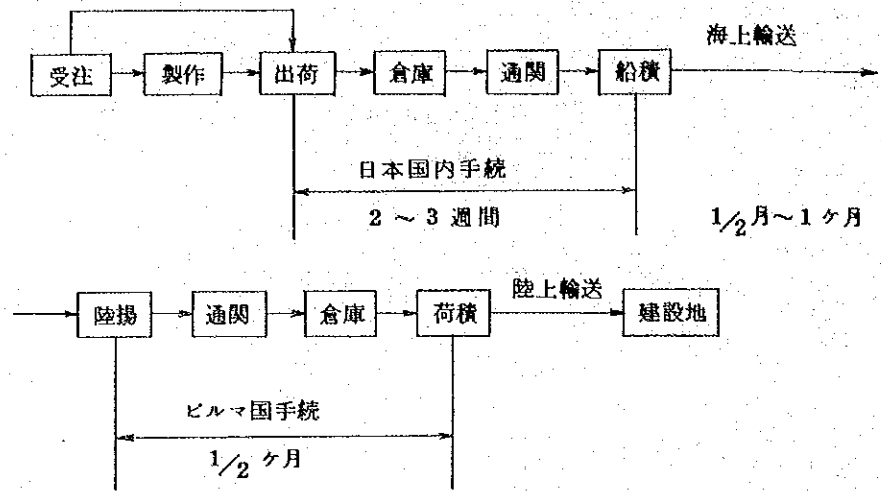 海上輸送
受注 製作 出荷 倉庫 通関 船積
日本国内手続
2 ～ 3 週間
1/2月～1ヶ月
陸上輸送
陸揚 通関 倉庫 荷積 建設地
ビルマ国手続
1/2 ヶ月